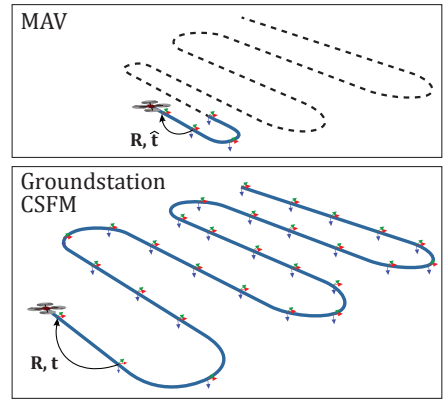 MAV
R, t̂
Groundstation
CSFM
R, t